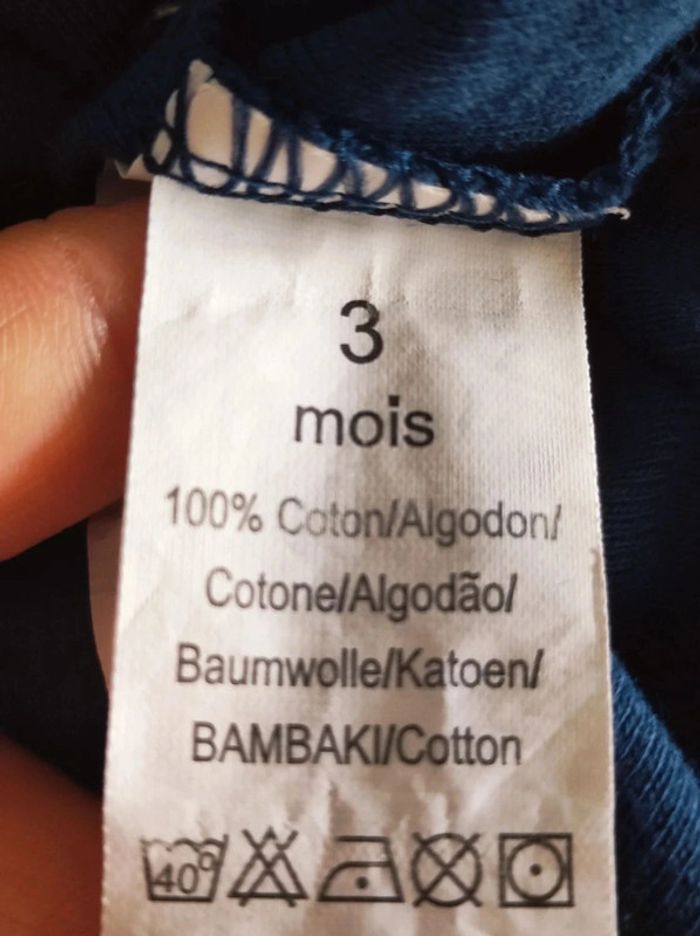 3
mois
100% Coton/Algodon/
Cotone/Algodão/
Baumwolle/Katoen/
BAMBAKI/Cotton
40°